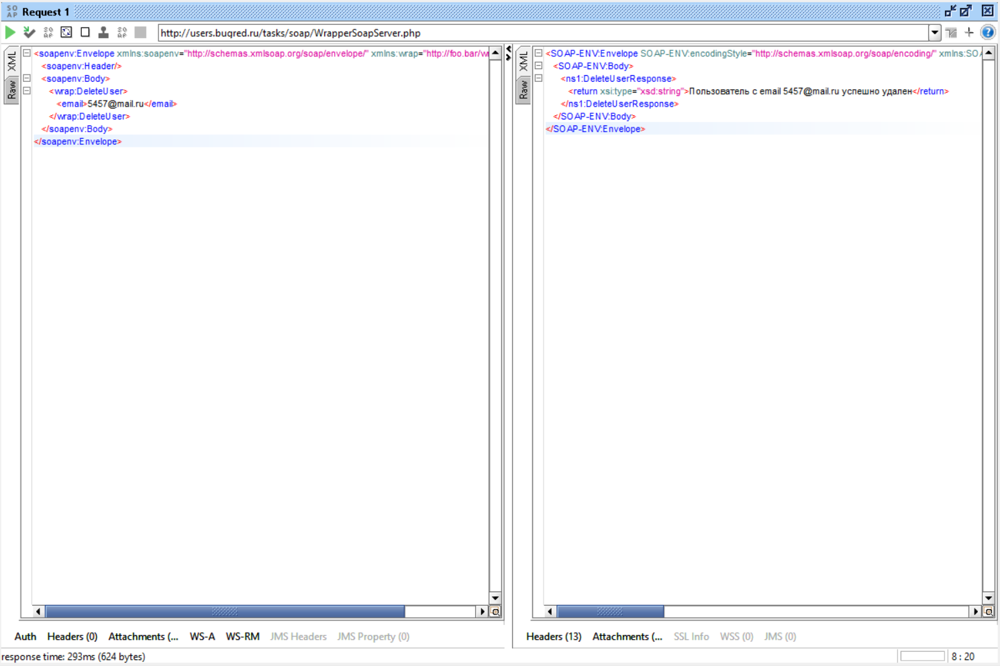 SO AP Request 1
http://users.bugred.ru/tasks/soap/WrapperSoapServer.php
XML
Raw
<soapenv:Envelope xmlns:soapenv="http://schemas.xmlsoap.org/soap/envelope/" xmlns:wrap="http://foo.bar/w
<soapenv:Header/>
<soapenv:Body>
<wrap:DeleteUser>
<email>5457@mail.ru</email>
</wrap:DeleteUser>
</soapenv:Body>
</soapenv:Envelope>
XML
Raw
<SOAP-ENV:Envelope SOAP-ENV:encodingStyle="http://schemas.xmlsoap.org/soap/encoding/" xmlns:SOA
<SOAP-ENV:Body>
<ns1:DeleteUserResponse>
<return xsi:type="xsd:string">Пользователь с email 5457@mail.ru успешно удален</return>
</ns1:DeleteUserResponse>
</SOAP-ENV:Body>
</SOAP-ENV:Envelope>
Auth Headers (0) Attachments (... WS-A WS-RM JMS Headers JMS Property (0)
Headers (13) Attachments (... SSL Info WSS (0) JMS (0)
response time: 293ms (624 bytes)
8 : 20